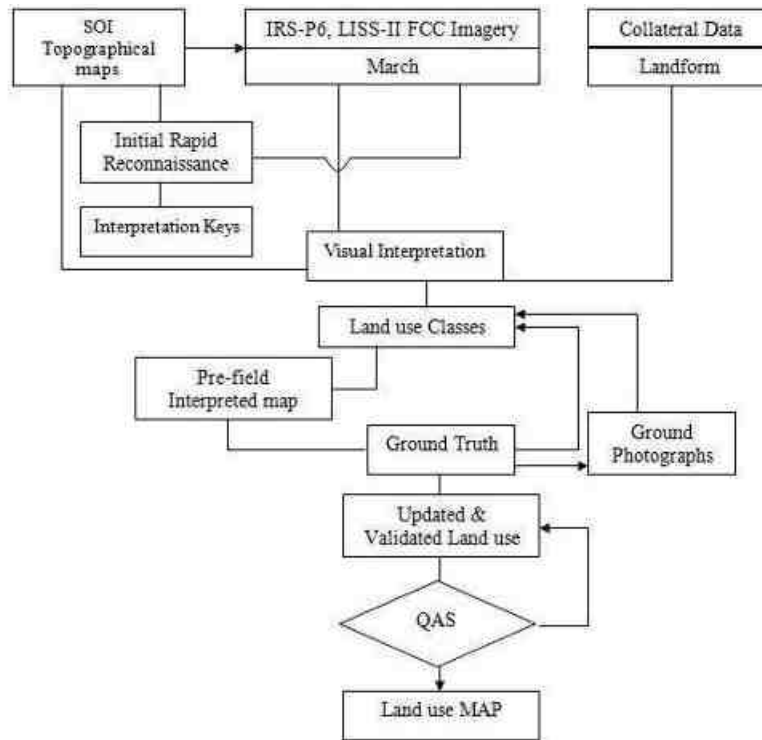 SOI
Topographical
maps
IRS-P6, LISS-II FCC Imagery
March
Collateral Data
Landform
Initial Rapid
Reconnaissance
Interpretation Keys
Visual Interpretation
Land use Classes
Pre-field
Interpreted map
Ground Truth
Ground
Photographs
Updated &
Validated Land use
QAS
Land use MAP